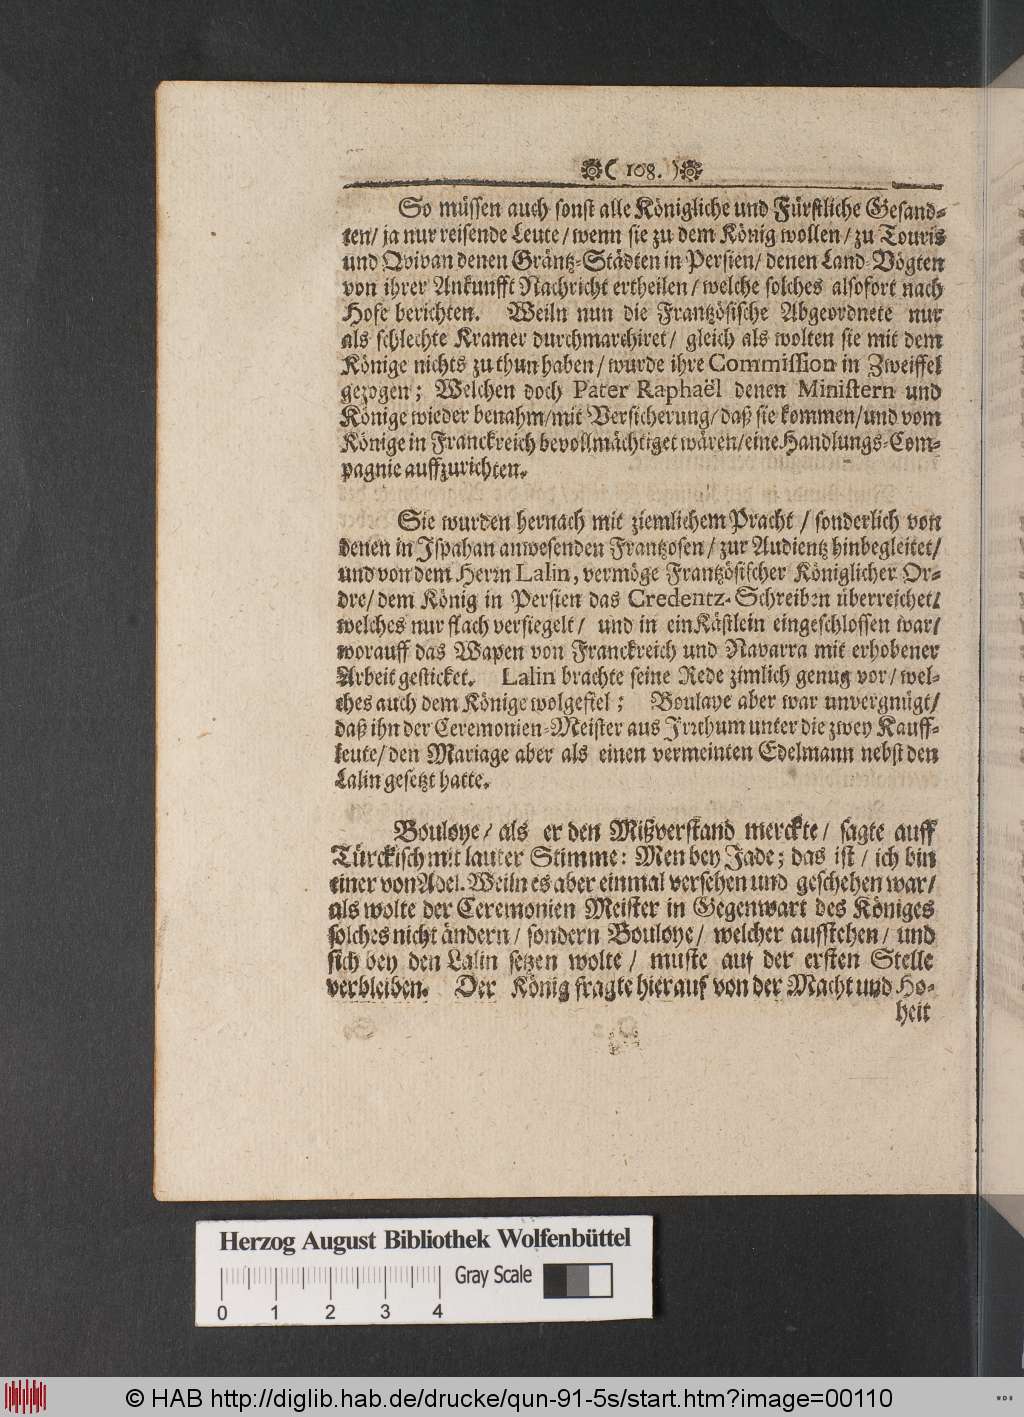 ( 108. )
So müssen auch sonst alle Königliche und Fürstliche Gesand-
ten/ ja nur reisende Leute/ wenn sie zu dem König wollen/ zu Touris
und Qvivan denen Gräntz-Städten in Persien/ denen Land-Vögten
von ihrer Ankunfft Nachricht ertheilen/ welche solches alsofort nach
Hofe berichten. Weiln nun die Frantzösische Abgeordnete nur
als schlechte Kramer durchmarchiret/ gleich als wolten sie mit dem
Könige nichts zu thun haben/ wurde ihre Commission in Zweiffel
gezogen; Welchen doch Pater Raphaël denen Ministern und
Könige wieder benahm/ mit Versicherung/ daß sie kommen/ und vom
Könige in Franckreich bevollmächtiget wären/ eine Handlungs-Com-
pagnie auffzurichten.
Sie wurden hernach mit ziemlichem Pracht / sonderlich von
denen in Ispahan anwesenden Frantzosen/ zur Audientz hinbegleitet/
und von dem Herrn Lalin, vermöge Frantzösischer Königlicher Or-
dre/ dem König in Persien das Credentz-Schreiben überreichet/
welches nur flach versiegelt/ und in ein Kästlein eingeschlossen war/
worauff das Wapen von Franckreich und Navarra mit erhobener
Arbeit gesticket. Lalin brachte seine Rede zimlich genug vor/ wel-
ches auch dem Könige wolgefiel; Boulaye aber war unvergnügt/
daß ihn der Ceremonien-Meister aus Irrthum unter die zwey Kauff-
leute/ den Mariage aber als einen vermeinten Edelmann nebst den
Lalin gesetzt hatte.
Bouloye/ als er den Mißverstand merckte/ sagte auff
Türckisch mit lauter Stimme: Men bey Jade; das ist / ich bin
einer von Adel. Weiln es aber einmal versehen und geschehen war/
als wolte der Ceremonien Meister in Gegenwart des Königes
solches nicht ändern/ sondern Bouloye/ welcher aufstehen/ und
sich bey den Lalin setzen wolte/ muste auf der ersten Stelle
verbleiben. Der König fragte hierauf von der Macht und Ho-
heit
Herzog August Bibliothek Wolfenbüttel
Gray Scale
0 1 2 3 4
© HAB http://diglib.hab.de/drucke/qun-91-5s/start.htm?image=00110